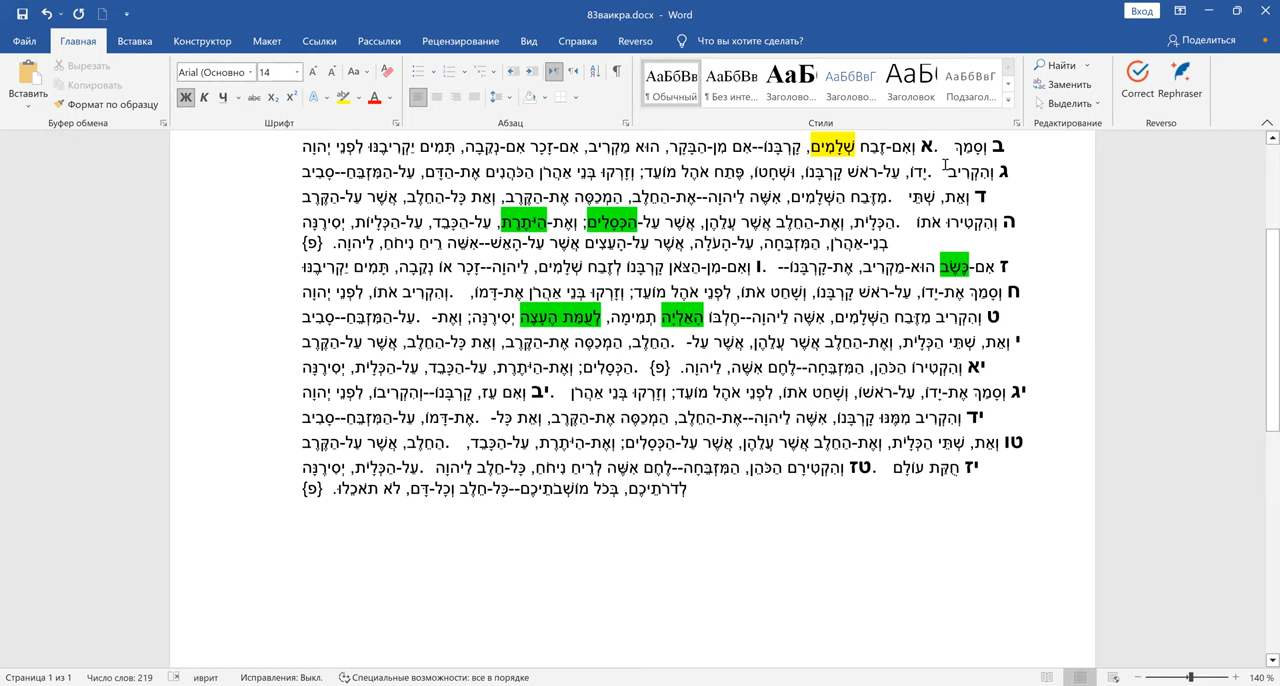 83ваикра.docx - Word
Вход
Файл Главная Вставка Конструктор Макет Ссылки Рассылки Рецензирование Вид Справка Reverso Что вы хотите сделать? Поделиться
Вставить
Вырезать
Копировать
Формат по образцу
Буфер обмена
Arial (Основно 14
Aa
Ж К Ч abc x₂ x² A A
Шрифт
Абзац
АаБбВв АаБбВв АаБ АаБбВвГ АаБ АаБбВвГ
¶ Обычный ¶ Без инте... Заголово... Заголово... Заголовок Подзагол...
Стили
Найти
Заменить
Выделить
Редактирование
Correct Rephraser
Reverso
ב וְסָמַךְ .א וְאִם-זֶבַח שְׁלָמִים, קָרְבָּנוֹ--אִם מִן-הַבָּקָר, הוּא מַקְרִיב, אִם-זָכָר אִם-נְקֵבָה, תָּמִים יַקְרִיבֶנּוּ לִפְנֵי יְהוָה
ג וְהִקְרִיב .יָדוֹ, עַל-רֹאשׁ קָרְבָּנוֹ, וּשְׁחָטוֹ, פֶּתַח אֹהֶל מוֹעֵד; וְזָרְקוּ בְּנֵי אַהֲרֹן הַכֹּהֲנִים אֶת-הַדָּם, עַל-הַמִּזְבֵּחַ--סָבִיב
ד וְאֵת, שְׁתֵּי .מִזֶּבַח הַשְּׁלָמִים, אִשֶּׁה לַיהוָה--אֶת-הַחֵלֶב, הַמְכַסֶּה אֶת-הַקֶּרֶב, וְאֵת כָּל-הַחֵלֶב, אֲשֶׁר עַל-הַקֶּרֶב
ה וְהִקְטִירוּ אֹתוֹ .הַכְּלָיֹת, וְאֶת-הַחֵלֶב אֲשֶׁר עֲלֵהֶן, אֲשֶׁר עַל-הַכְּסָלִים; וְאֶת-הַיֹּתֶרֶת, עַל-הַכָּבֵד, עַל-הַכְּלָיוֹת, יְסִירֶנָּה
בְנֵי-אַהֲרֹן, הַמִּזְבֵּחָה, עַל-הָעֹלָה, אֲשֶׁר עַל-הָעֵצִים אֲשֶׁר עַל-הָאֵשׁ--אִשֵּׁה רֵיחַ נִיחֹחַ, לַיהוָה. {פ}
ז אִם-כֶּשֶׂב הוּא-מַקְרִיב, אֶת-קָרְבָּנוֹ-- .ו וְאִם-מִן-הַצֹּאן קָרְבָּנוֹ לְזֶבַח שְׁלָמִים, לַיהוָה--זָכָר אוֹ נְקֵבָה, תָּמִים יַקְרִיבֶנּוּ
ח וְסָמַךְ אֶת-יָדוֹ, עַל-רֹאשׁ קָרְבָּנוֹ, וְשָׁחַט אֹתוֹ, לִפְנֵי אֹהֶל מוֹעֵד; וְזָרְקוּ בְּנֵי אַהֲרֹן אֶת-דָּמוֹ, .וְהִקְרִיב אֹתוֹ, לִפְנֵי יְהוָה
ט וְהִקְרִיב מִזֶּבַח הַשְּׁלָמִים, אִשֶּׁה לַיהוָה--חֶלְבּוֹ הָאַלְיָה תְמִימָה, לְעֻמַּת הֶעָצֶה יְסִירֶנָּה; וְאֶת- .עַל-הַמִּזְבֵּחַ--סָבִיב
י וְאֵת, שְׁתֵּי הַכְּלָיֹת, וְאֶת-הַחֵלֶב אֲשֶׁר עֲלֵהֶן, אֲשֶׁר עַל- .הַחֵלֶב, הַמְכַסֶּה אֶת-הַקֶּרֶב, וְאֵת כָּל-הַחֵלֶב, אֲשֶׁר עַל-הַקֶּרֶב
יא וְהִקְטִירוֹ הַכֹּהֵן, הַמִּזְבֵּחָה--לֶחֶם אִשֶּׁה, לַיהוָה. {פ} .הַכְּסָלִים; וְאֶת-הַיֹּתֶרֶת, עַל-הַכָּבֵד, עַל-הַכְּלָיֹת, יְסִירֶנָּה
יג וְסָמַךְ אֶת-יָדוֹ, עַל-רֹאשׁוֹ, וְשָׁחַט אֹתוֹ, לִפְנֵי אֹהֶל מוֹעֵד; וְזָרְקוּ בְּנֵי אַהֲרֹן .יב וְאִם עֵז, קָרְבָּנוֹ--וְהִקְרִיבוֹ, לִפְנֵי יְהוָה
יד וְהִקְרִיב מִמֶּנּוּ קָרְבָּנוֹ, אִשֶּׁה לַיהוָה--אֶת-הַחֵלֶב, הַמְכַסֶּה אֶת-הַקֶּרֶב, וְאֵת כָּל- .אֶת-דָּמוֹ, עַל-הַמִּזְבֵּחַ--סָבִיב
טו וְאֵת, שְׁתֵּי הַכְּלָיֹת, וְאֶת-הַחֵלֶב אֲשֶׁר עֲלֵהֶן, אֲשֶׁר עַל-הַכְּסָלִים; וְאֶת-הַיֹּתֶרֶת, עַל-הַכָּבֵד, .הַחֵלֶב, אֲשֶׁר עַל-הַקֶּרֶב
יז חֻקַּת עוֹלָם .טז וְהִקְטִירָם הַכֹּהֵן, הַמִּזְבֵּחָה--לֶחֶם אִשֶּׁה לְרֵיחַ נִיחֹחַ, כָּל-חֵלֶב לַיהוָה .עַל-הַכְּלָיֹת, יְסִירֶנָּה
לְדֹרֹתֵיכֶם, בְּכֹל מוֹשְׁבֹתֵיכֶם--כָּל-חֵלֶב וְכָל-דָּם, לֹא תֹאכֵלוּ. {פ}
Страница 1 из 1 Число слов: 219 иврит Исправления: Выкл. Специальные возможности: все в порядке 140 %